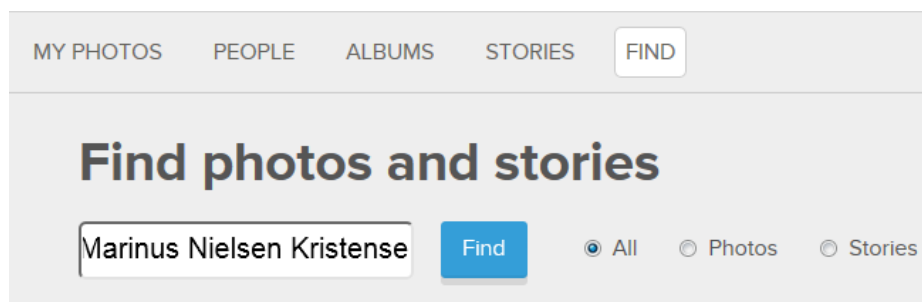 MY PHOTOS PEOPLE ALBUMS STORIES FIND
Find photos and stories
Marinus Nielsen Kristense Find All Photos Stories